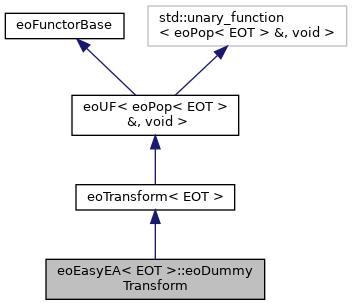 eoFunctorBase
std::unary_function
< eoPop< EOT > &, void >
eoUF< eoPop< EOT >
&, void >
eoTransform< EOT >
eoEasyEA< EOT >::eoDummy
Transform